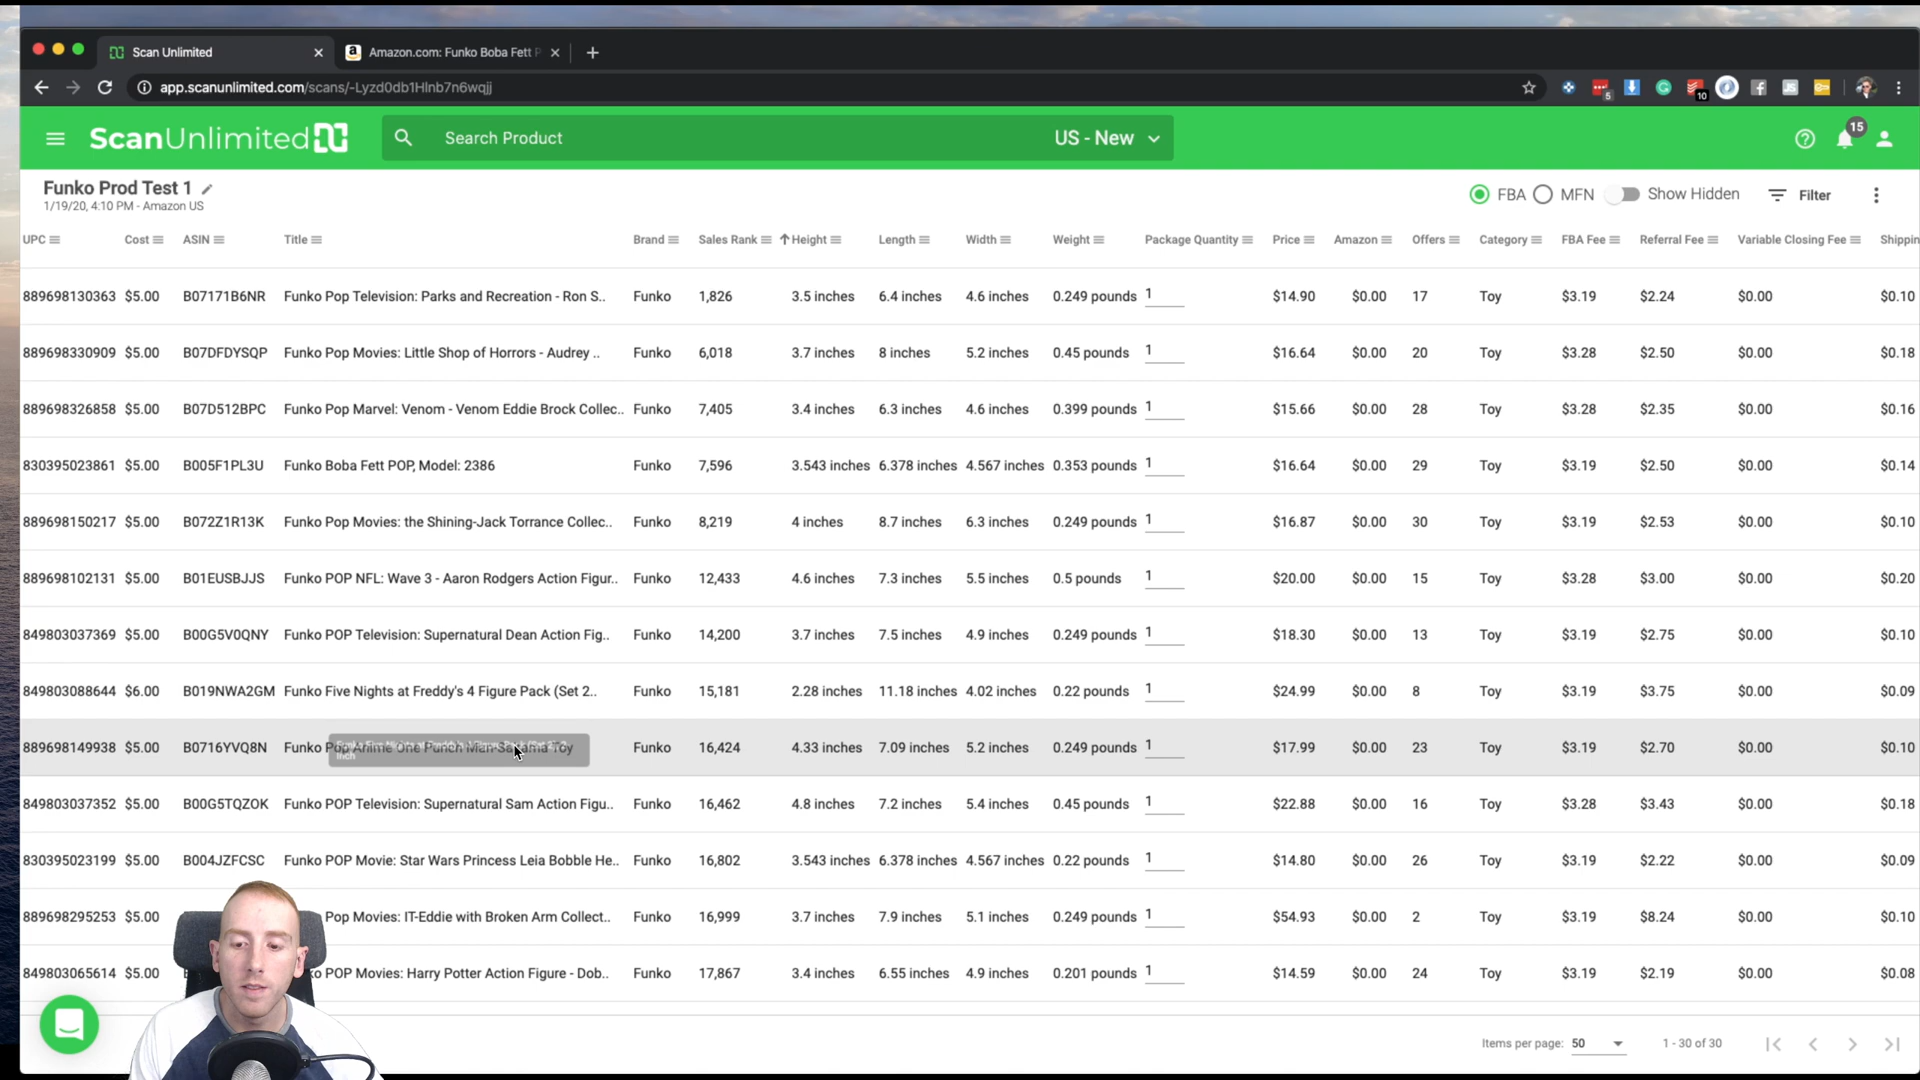 Scan Unlimited
Amazon.com: Funko Boba Fett P
app.scanunlimited.com/scans/-Lyzd0db1Hlnb7n6wqjj
5
10
ScanUnlimited
Search Product
US - New
15
Funko Prod Test 1
1/19/20, 4:10 PM - Amazon US
FBA MFN Show Hidden Filter
UPC Cost ASIN Title Brand Sales Rank Height Length Width Weight Package Quantity Price Amazon Offers Category FBA Fee Referral Fee Variable Closing Fee Shippin
889698130363 $5.00 B07171B6NR Funko Pop Television: Parks and Recreation - Ron S.. Funko 1,826 3.5 inches 6.4 inches 4.6 inches 0.249 pounds 1 $14.90 $0.00 17 Toy $3.19 $2.24 $0.00 $0.10
889698330909 $5.00 B07DFDYSQP Funko Pop Movies: Little Shop of Horrors - Audrey .. Funko 6,018 3.7 inches 8 inches 5.2 inches 0.45 pounds 1 $16.64 $0.00 20 Toy $3.28 $2.50 $0.00 $0.18
889698326858 $5.00 B07D512BPC Funko Pop Marvel: Venom - Venom Eddie Brock Collec.. Funko 7,405 3.4 inches 6.3 inches 4.6 inches 0.399 pounds 1 $15.66 $0.00 28 Toy $3.28 $2.35 $0.00 $0.16
830395023861 $5.00 B005F1PL3U Funko Boba Fett POP, Model: 2386 Funko 7,596 3.543 inches 6.378 inches 4.567 inches 0.353 pounds 1 $16.64 $0.00 29 Toy $3.19 $2.50 $0.00 $0.14
889698150217 $5.00 B072Z1R13K Funko Pop Movies: the Shining-Jack Torrance Collec.. Funko 8,219 4 inches 8.7 inches 6.3 inches 0.249 pounds 1 $16.87 $0.00 30 Toy $3.19 $2.53 $0.00 $0.10
889698102131 $5.00 B01EUSBJJS Funko POP NFL: Wave 3 - Aaron Rodgers Action Figur.. Funko 12,433 4.6 inches 7.3 inches 5.5 inches 0.5 pounds 1 $20.00 $0.00 15 Toy $3.28 $3.00 $0.00 $0.20
849803037369 $5.00 B00G5V0QNY Funko POP Television: Supernatural Dean Action Fig.. Funko 14,200 3.7 inches 7.5 inches 4.9 inches 0.249 pounds 1 $18.30 $0.00 13 Toy $3.19 $2.75 $0.00 $0.10
849803088644 $6.00 B019NWA2GM Funko Five Nights at Freddy's 4 Figure Pack (Set 2.. Funko 15,181 2.28 inches 11.18 inches 4.02 inches 0.22 pounds 1 $24.99 $0.00 8 Toy $3.19 $3.75 $0.00 $0.09
889698149938 $5.00 B0716YVQ8N Funko Pop Anime One Punch Man Saitama Toy Funko 16,424 4.33 inches 7.09 inches 5.2 inches 0.249 pounds 1 $17.99 $0.00 23 Toy $3.19 $2.70 $0.00 $0.10
849803037352 $5.00 B00G5TQZOK Funko POP Television: Supernatural Sam Action Figu.. Funko 16,462 4.8 inches 7.2 inches 5.4 inches 0.45 pounds 1 $22.88 $0.00 16 Toy $3.28 $3.43 $0.00 $0.18
830395023199 $5.00 B004JZFCSC Funko POP Movie: Star Wars Princess Leia Bobble He.. Funko 16,802 3.543 inches 6.378 inches 4.567 inches 0.22 pounds 1 $14.80 $0.00 26 Toy $3.19 $2.22 $0.00 $0.09
889698295253 $5.00 Pop Movies: IT-Eddie with Broken Arm Collect.. Funko 16,999 3.7 inches 7.9 inches 5.1 inches 0.249 pounds 1 $54.93 $0.00 2 Toy $3.19 $8.24 $0.00 $0.10
849803065614 $5.00 POP Movies: Harry Potter Action Figure - Dob.. Funko 17,867 3.4 inches 6.55 inches 4.9 inches 0.201 pounds 1 $14.59 $0.00 24 Toy $3.19 $2.19 $0.00 $0.08
Items per page: 50 1 - 30 of 30